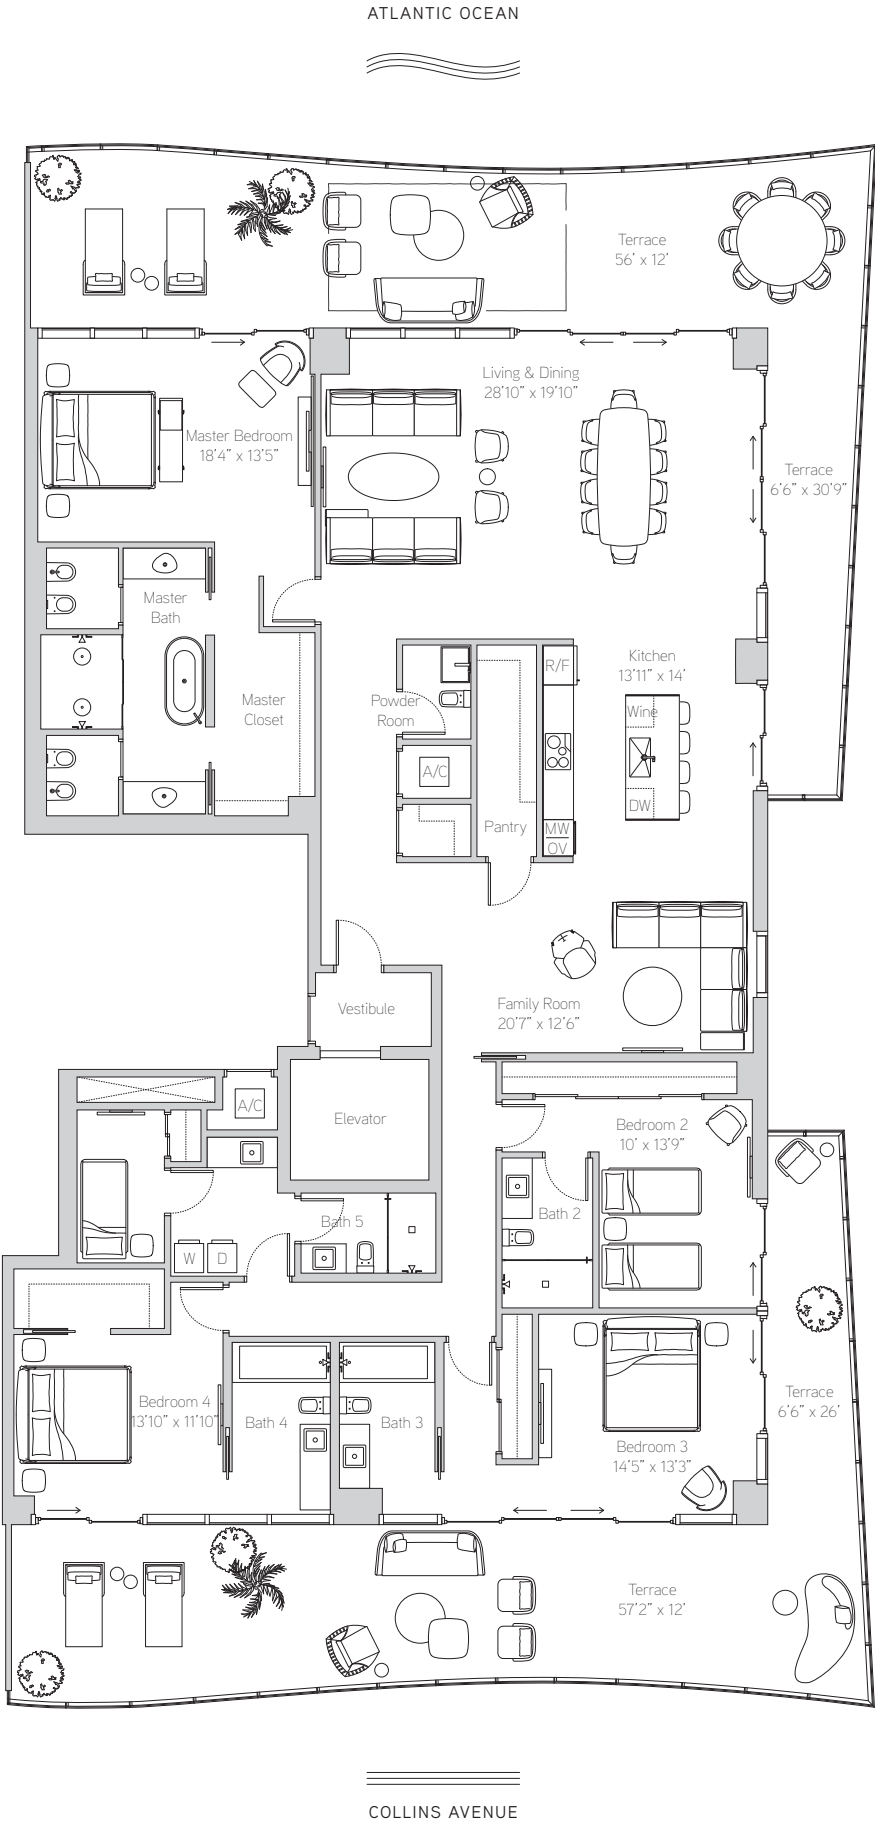 ATLANTIC OCEAN
Terrace
56' x 12'
Living & Dining
28'10” x 19'10”
Master Bedroom
18'4” x 13'5”
Terrace
6'6” x 30'9”
Master
Bath
Kitchen
13'11” x 14'
R/F
Powder
Room
Master
Closet
Wine
A/C
DW
Pantry
MW
OV
Family Room
20'7” x 12'6”
Vestibule
A/C
Elevator
Bedroom 2
10' x 13'9”
Bath 5
Bath 2
W
D
Bedroom 4
13'10” x 11'10”
Bath 4
Bath 3
Terrace
6'6” x 26'
Bedroom 3
14'5” x 13'3”
Terrace
57'2” x 12'
COLLINS AVENUE